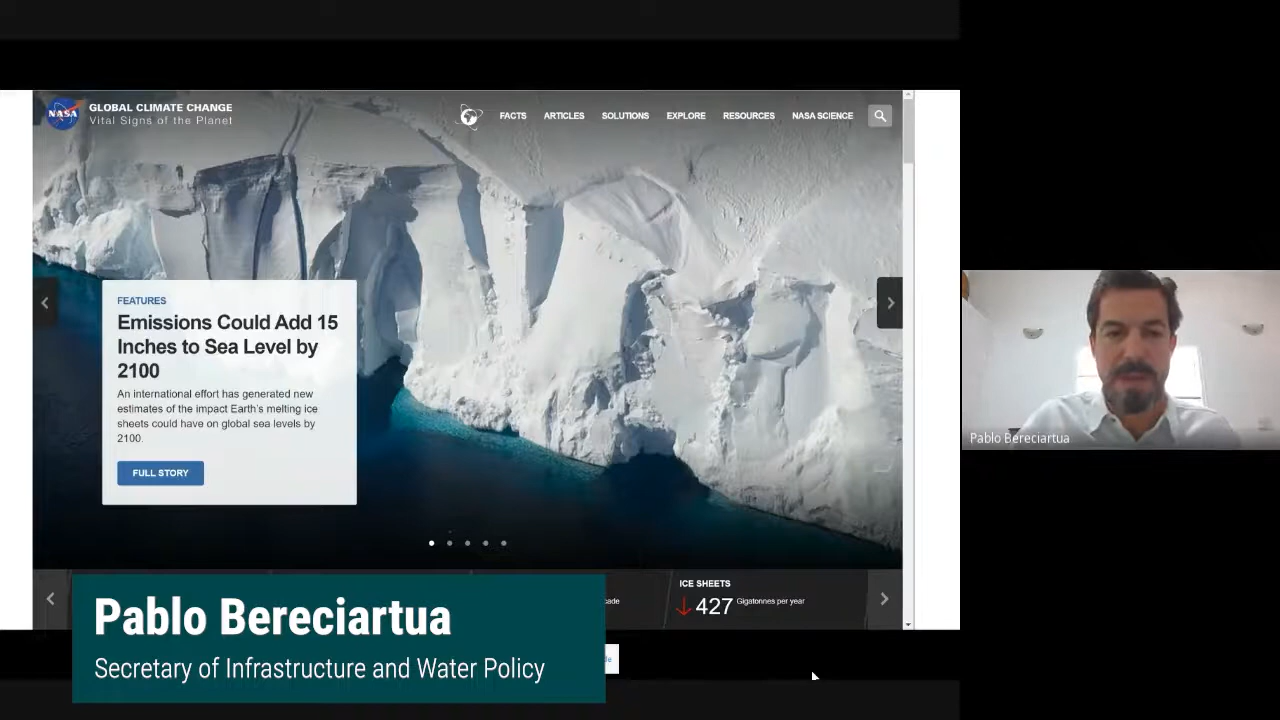 NASA
GLOBAL CLIMATE CHANGE
Vital Signs of the Planet
FACTS
ARTICLES
SOLUTIONS
EXPLORE
RESOURCES
NASA SCIENCE
FEATURES
Emissions Could Add 15
Inches to Sea Level by
2100
An international effort has generated new
estimates of the impact Earth's melting ice
sheets could have on global sea levels by
2100.
FULL STORY
Pablo Bereciartua
ICE SHEETS
427 Gigatonnes per year
Pablo Bereciartua
Secretary of Infrastructure and Water Policy